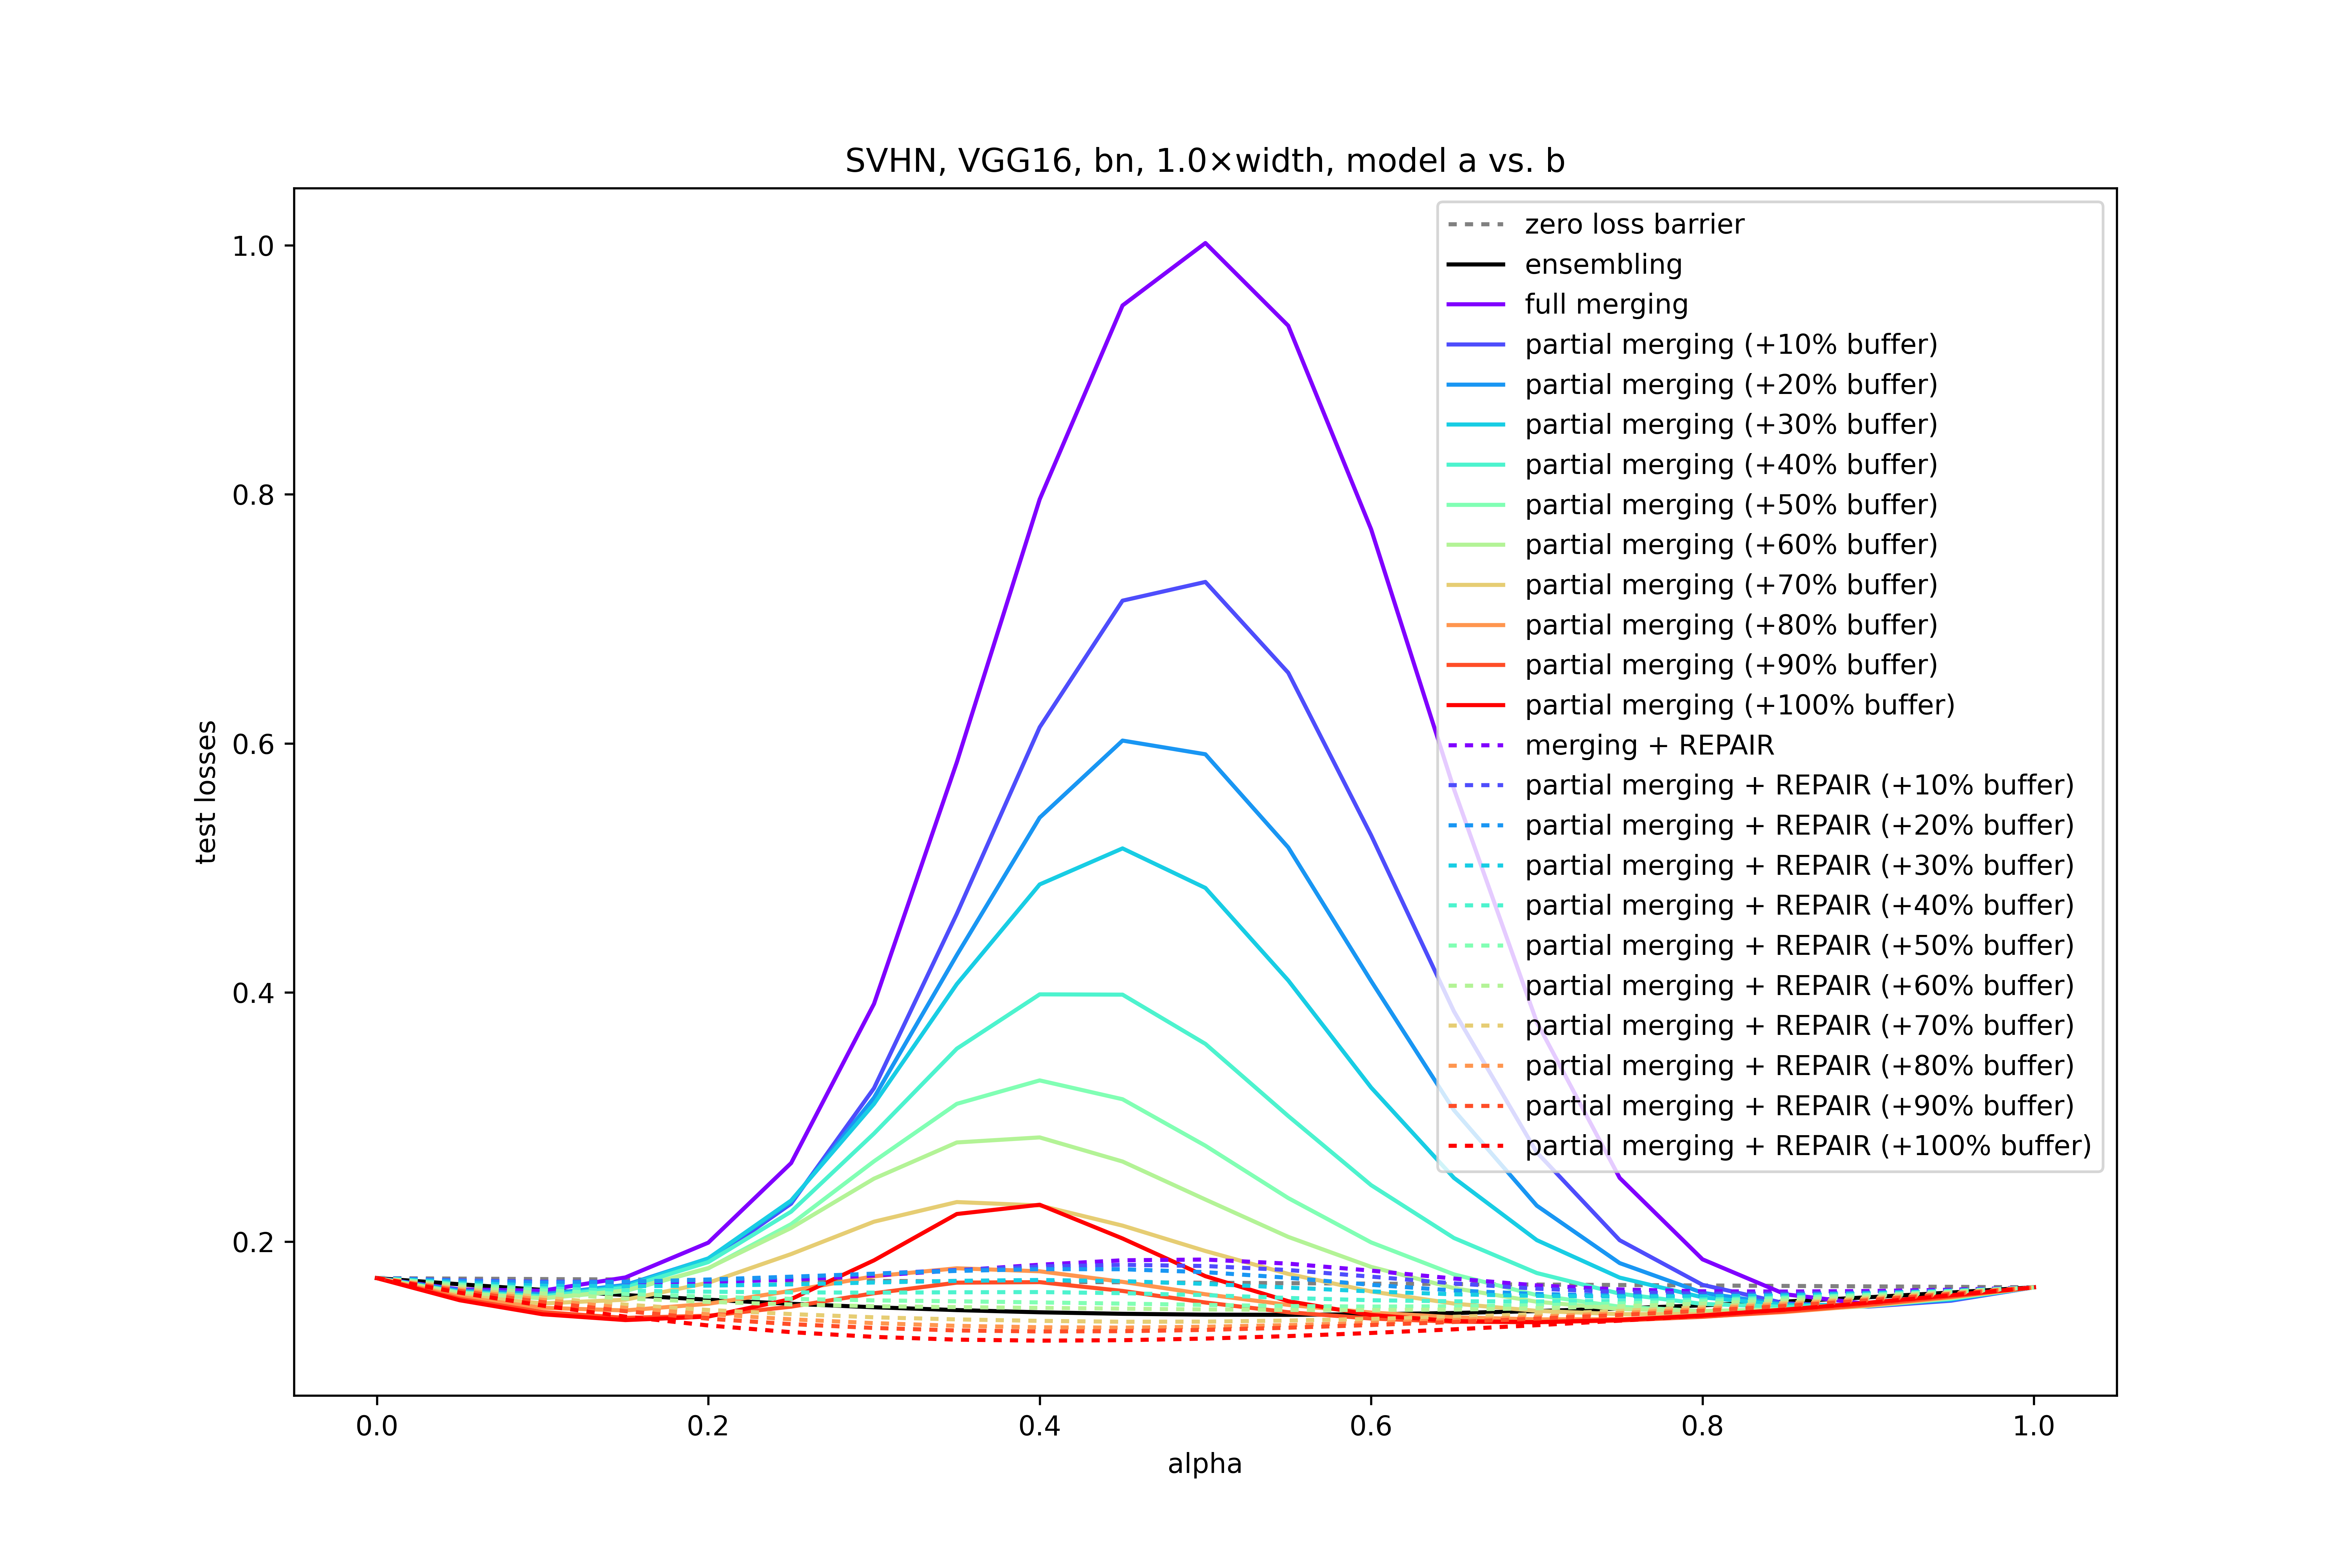 SVHN, VGG16, bn, 1.0×width, model a vs. b
1.0
0.8
0.6
0.4
0.2
test losses
0.0
0.2
0.4
0.6
0.8
1.0
alpha
zero loss barrier
ensembling
full merging
partial merging (+10% buffer)
partial merging (+20% buffer)
partial merging (+30% buffer)
partial merging (+40% buffer)
partial merging (+50% buffer)
partial merging (+60% buffer)
partial merging (+70% buffer)
partial merging (+80% buffer)
partial merging (+90% buffer)
partial merging (+100% buffer)
merging + REPAIR
partial merging + REPAIR (+10% buffer)
partial merging + REPAIR (+20% buffer)
partial merging + REPAIR (+30% buffer)
partial merging + REPAIR (+40% buffer)
partial merging + REPAIR (+50% buffer)
partial merging + REPAIR (+60% buffer)
partial merging + REPAIR (+70% buffer)
partial merging + REPAIR (+80% buffer)
partial merging + REPAIR (+90% buffer)
partial merging + REPAIR (+100% buffer)